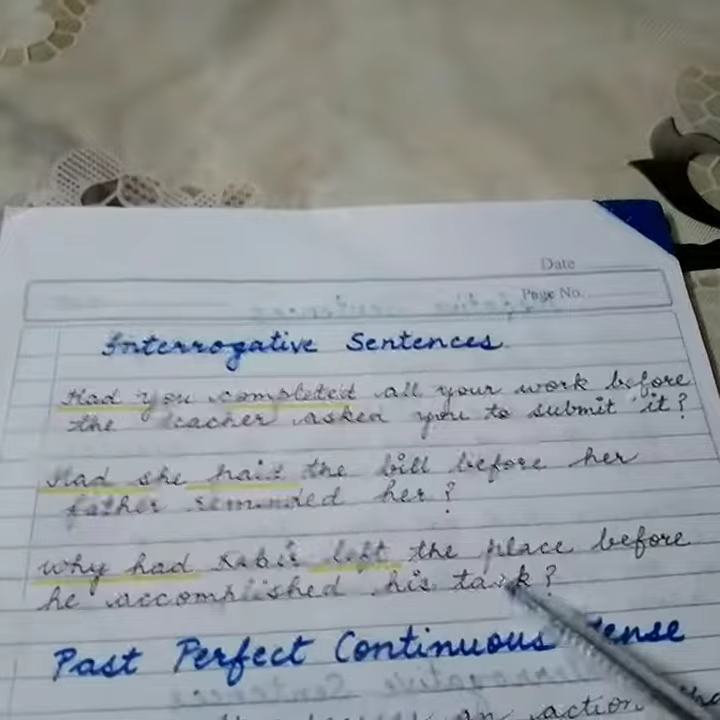 Date
Page No.
Interrogative Sentences
Had you completed all your work before
the teacher asked you to submit it?
Had she paid the bill before her
father reminded her?
Why had Kabir left the place before
he accomplished his task?
Past Perfect Continuous Tense
an action